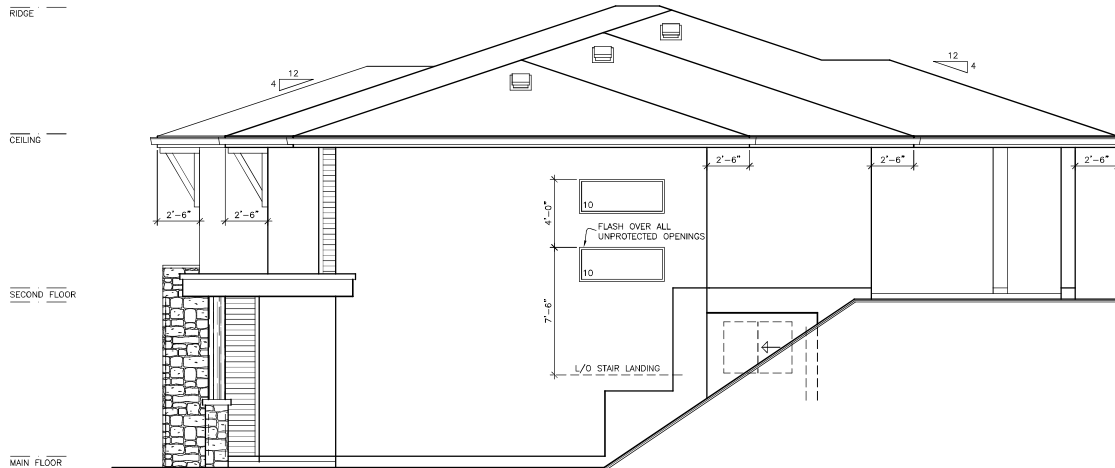 RIDGE
12
4
12
4
CEILING
2'-6"
2'-6"
2'-6"
2'-6"
2'-6"
4'-0"
10
FLASH OVER ALL
UNPROTECTED OPENINGS
10
SECOND FLOOR
7'-6"
L/O STAIR LANDING
MAIN FLOOR